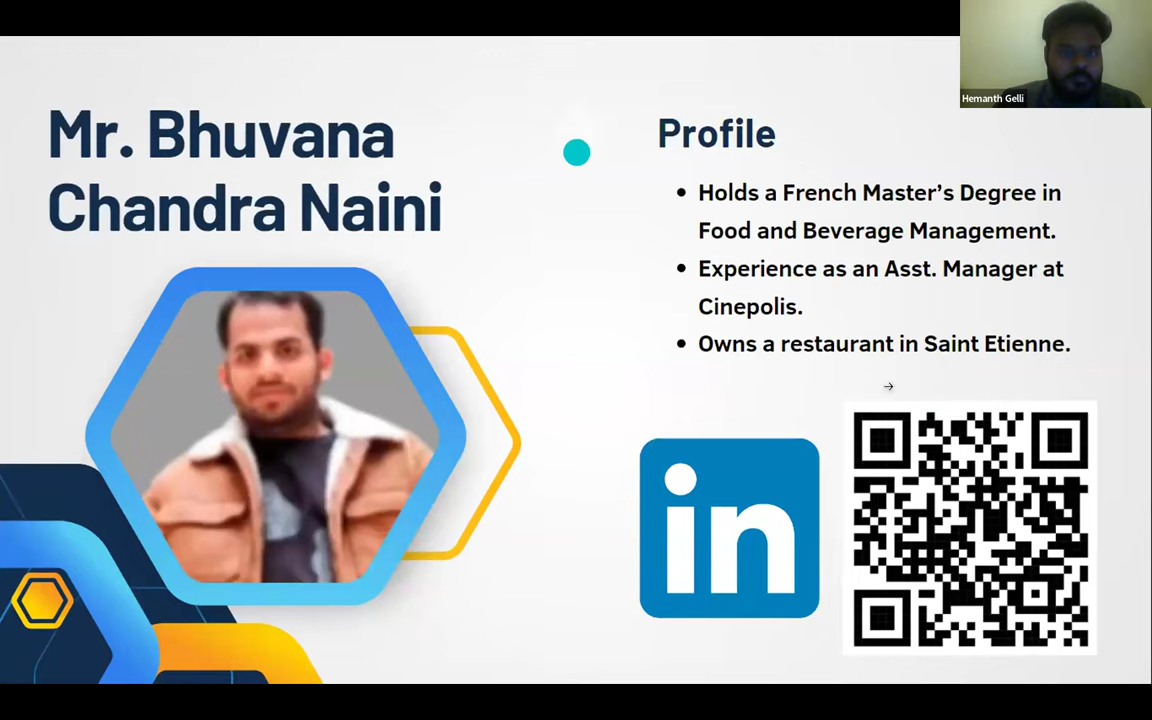 Hemanth Gelli
Mr. Bhuvana
Chandra Naini
Profile
• Holds a French Master’s Degree in
Food and Beverage Management.
• Experience as an Asst. Manager at
Cinepolis.
• Owns a restaurant in Saint Etienne.
in